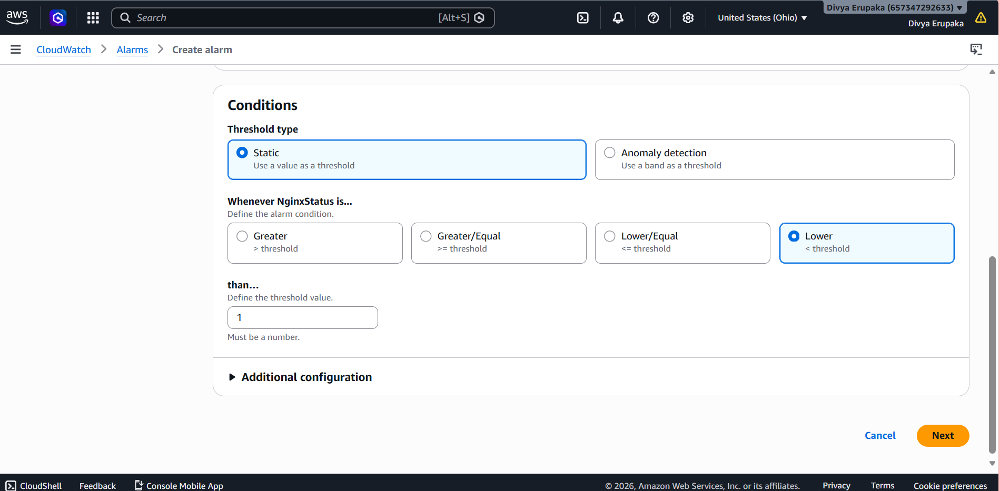 aws
Search [Alt+S]
United States (Ohio) ▼
Divya Erupaka (657347292633) ▼
Divya Erupaka
CloudWatch > Alarms > Create alarm
Conditions
Threshold type
Static
Use a value as a threshold
Anomaly detection
Use a band as a threshold
Whenever NginxStatus is...
Define the alarm condition.
Greater
> threshold
Greater/Equal
>= threshold
Lower/Equal
<= threshold
Lower
< threshold
than...
Define the threshold value.
1
Must be a number.
Additional configuration
Cancel
Next
CloudShell Feedback Console Mobile App © 2026, Amazon Web Services, Inc. or its affiliates. Privacy Terms Cookie preferences